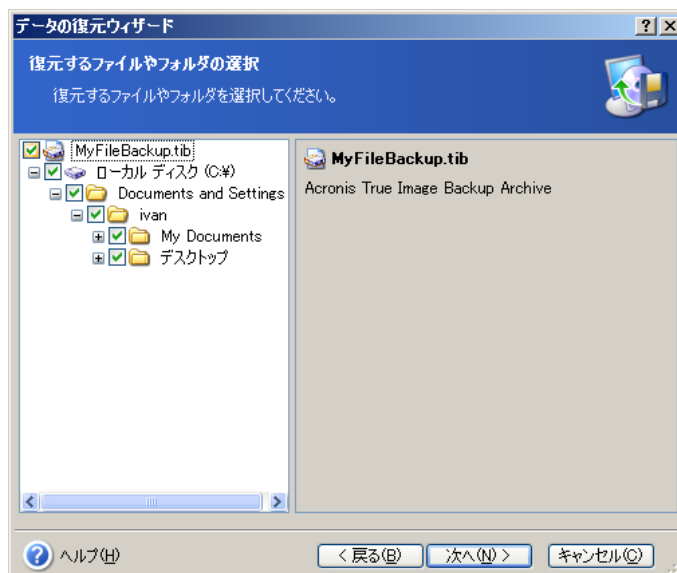 データの復元ウィザード
復元するファイルやフォルダの選択
復元するファイルやフォルダを選択してください。
MyFileBackup.tib
ローカル ディスク (C:¥)
Documents and Settings
ivan
My Documents
デスクトップ
MyFileBackup.tib
Acronis True Image Backup Archive
ヘルプ(H)
< 戻る(B)
次へ(N) >
キャンセル(C)